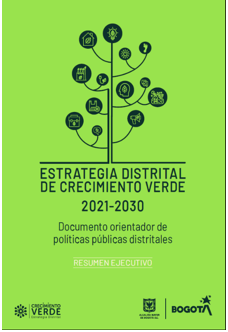 ESTRATEGIA DISTRITAL
DE CRECIMIENTO VERDE
2021-2030
Documento orientador de
políticas públicas distritales
RESUMEN EJECUTIVO
CRECIMIENTO
VERDE
BOGOTÁ